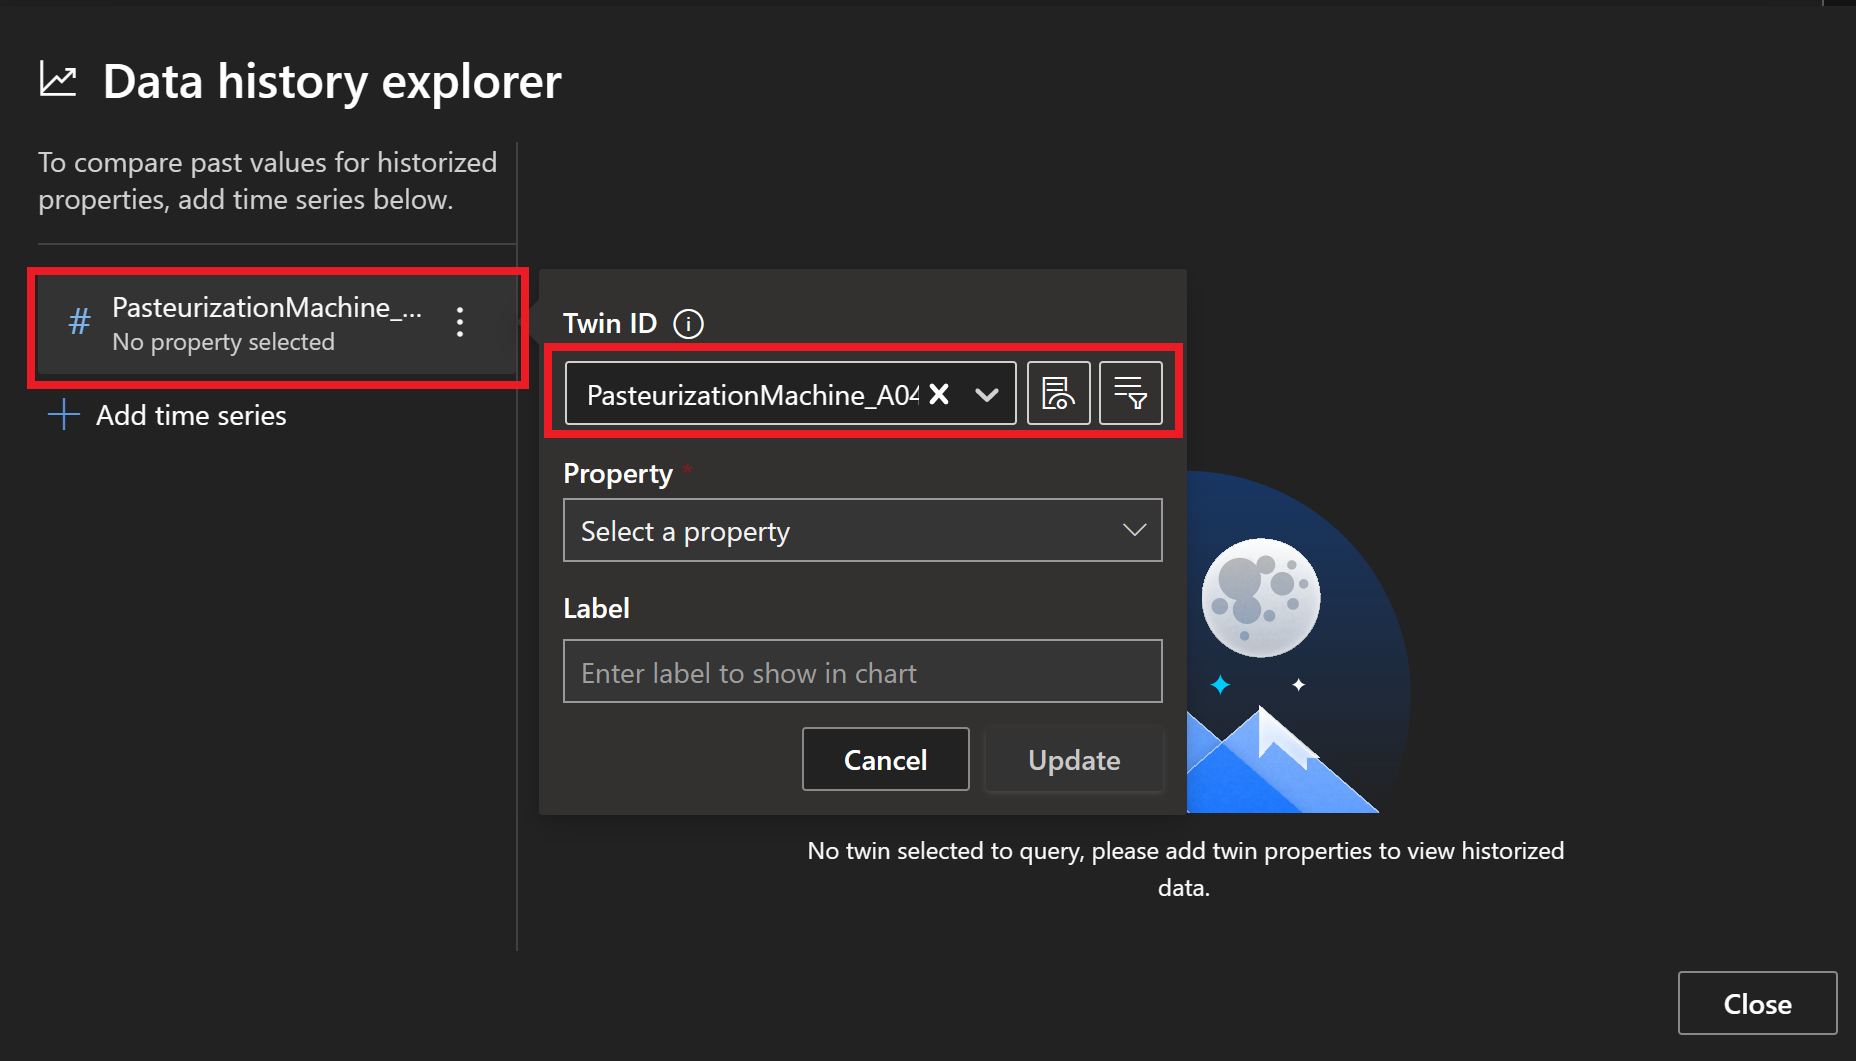 Data history explorer
To compare past values for historized
properties, add time series below.
# PasteurizationMachine_...
No property selected
Add time series
Twin ID
PasteurizationMachine_A04
Property *
Select a property
Label
Enter label to show in chart
Cancel
Update
No twin selected to query, please add twin properties to view historized
data.
Close